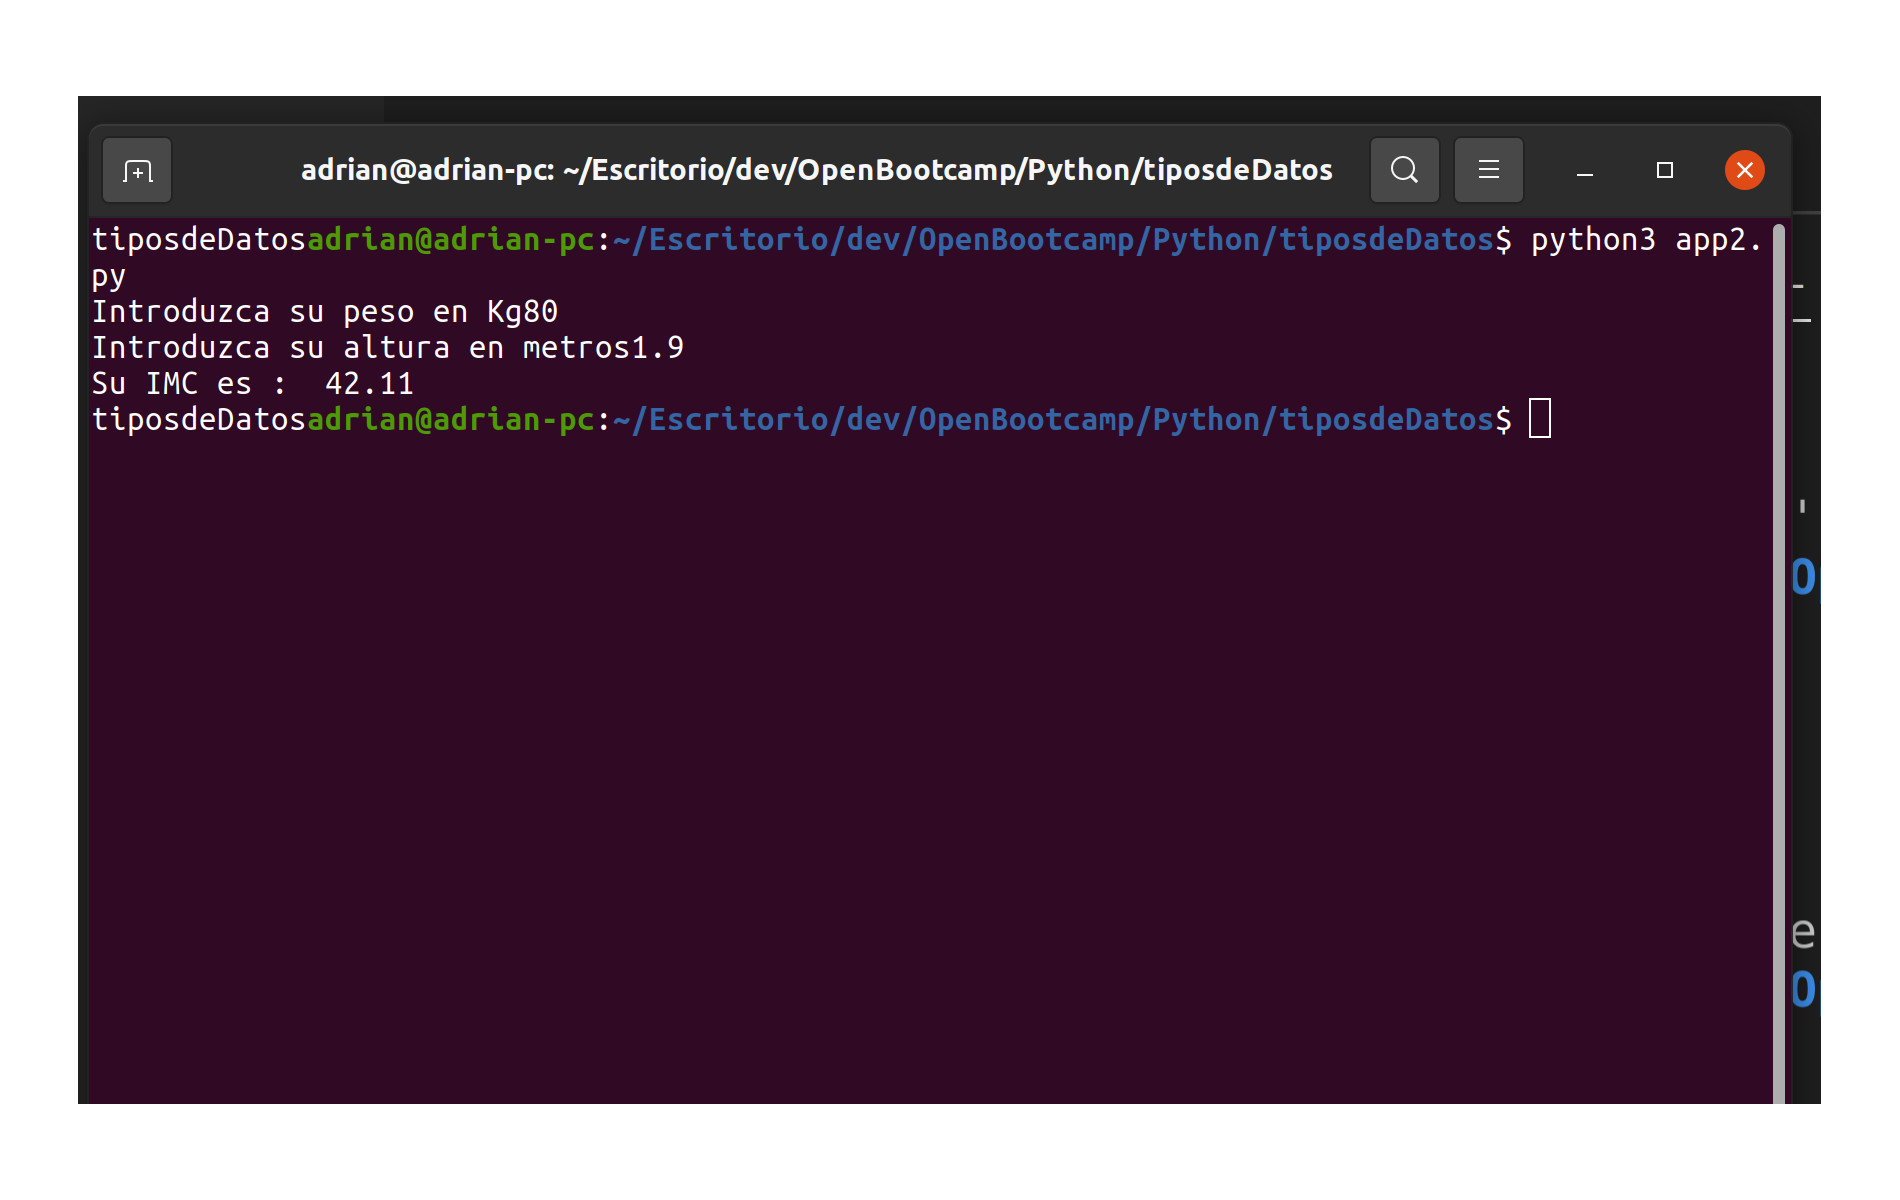 adrian@adrian-pc: ~/Escritorio/dev/OpenBootcamp/Python/tiposdeDatos
tiposdeDatosadrian@adrian-pc:~/Escritorio/dev/OpenBootcamp/Python/tiposdeDatos$ python3 app2.
py
Introduzca su peso en Kg80
Introduzca su altura en metros1.9
Su IMC es :  42.11
tiposdeDatosadrian@adrian-pc:~/Escritorio/dev/OpenBootcamp/Python/tiposdeDatos$